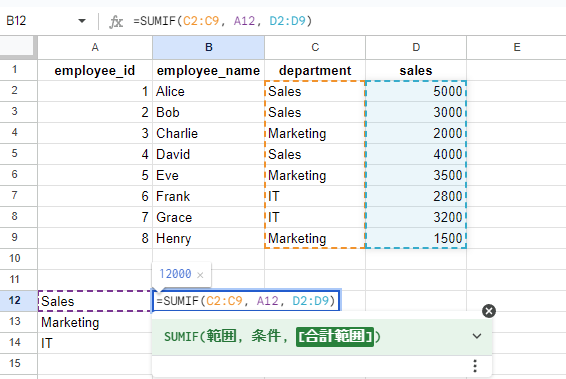 B12 fx =SUMIF(C2:C9, A12, D2:D9)
A B C D E
1 employee_id employee_name department sales
2 1 Alice Sales 5000
3 2 Bob Sales 3000
4 3 Charlie Marketing 2000
5 4 David Sales 4000
6 5 Eve Marketing 3500
7 6 Frank IT 2800
8 7 Grace IT 3200
9 8 Henry Marketing 1500
10
11 12000 ×
12 Sales =SUMIF(C2:C9, A12, D2:D9)
13 Marketing
SUMIF(範囲, 条件, [合計範囲])
14 IT
15